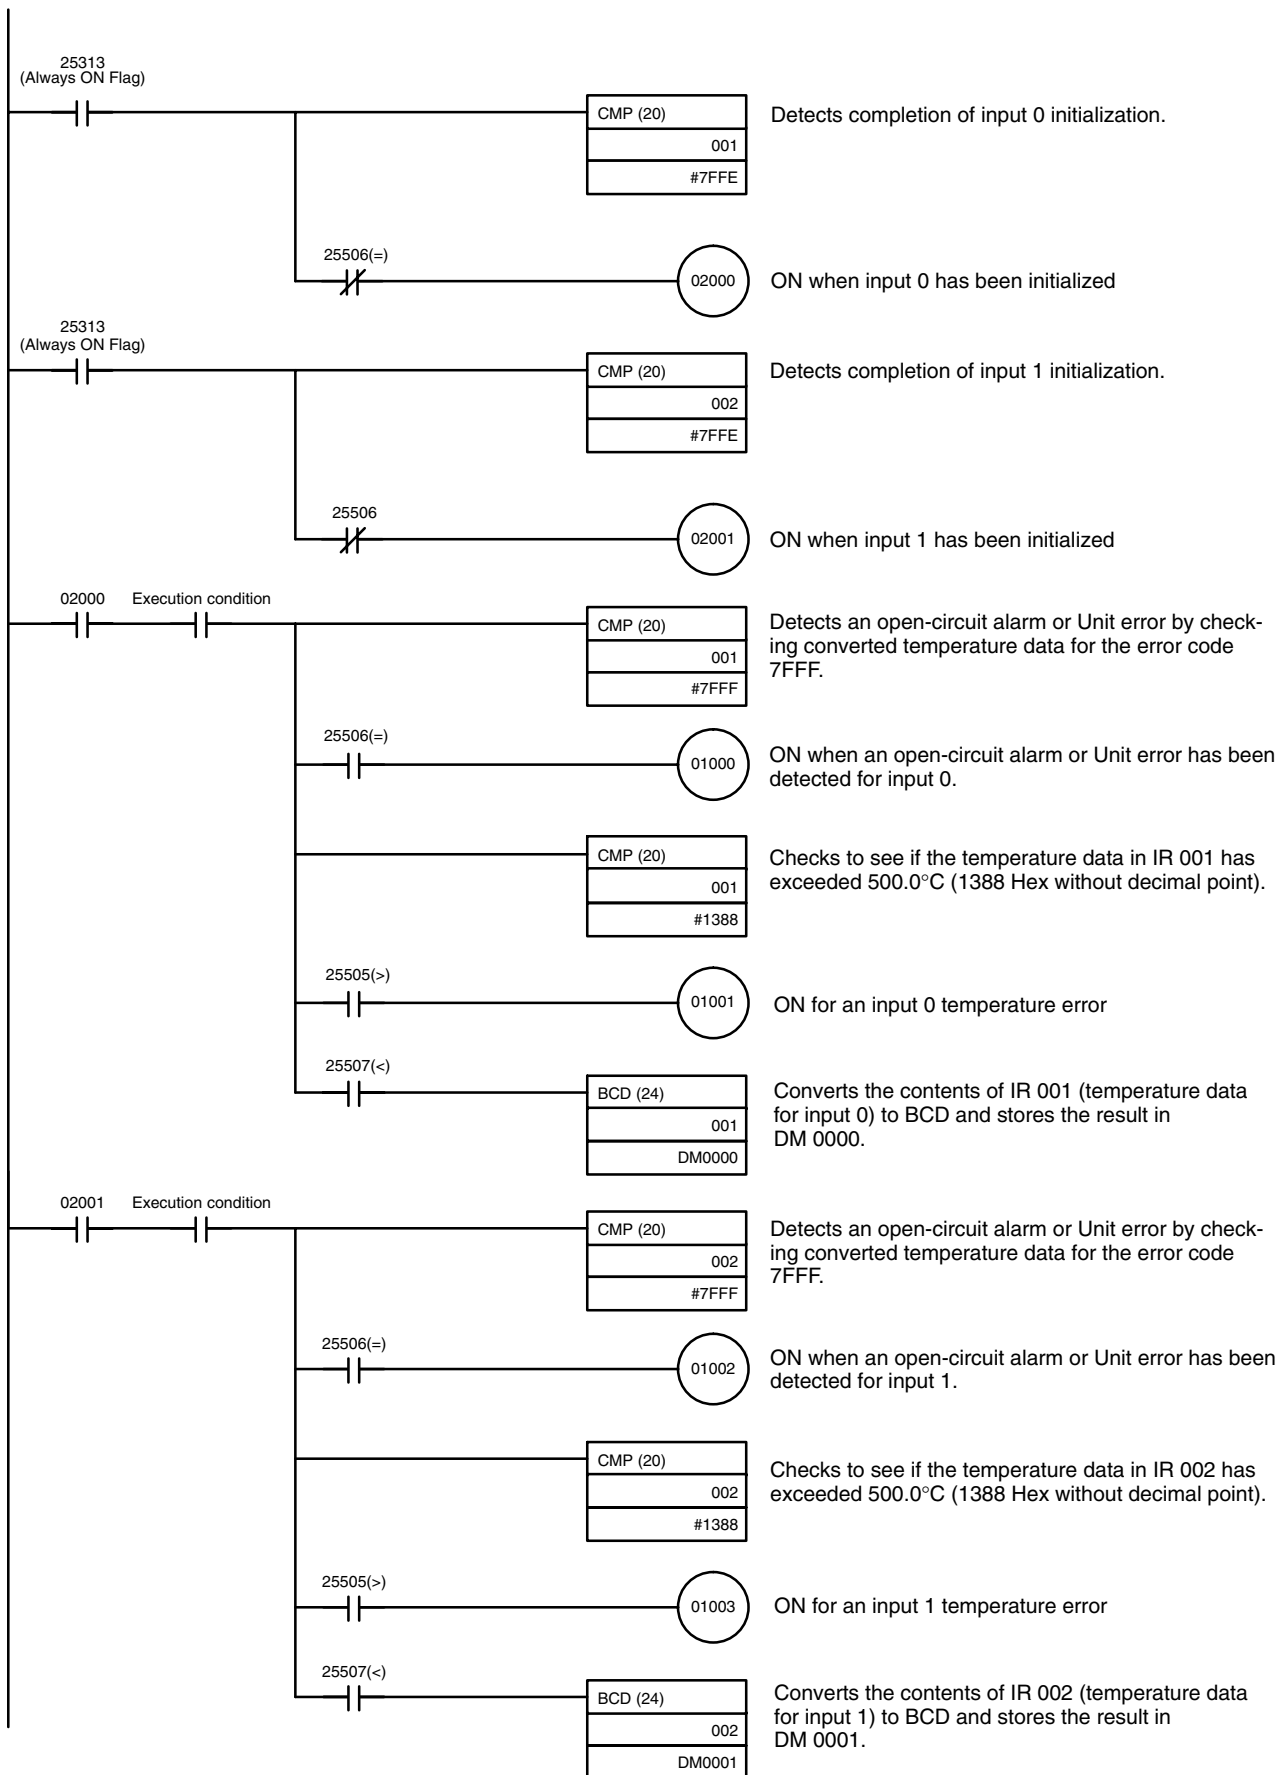 25313
(Always ON Flag)
CMP (20)
001
#7FFE
Detects completion of input 0 initialization.
25506(=)
02000
ON when input 0 has been initialized
25313
(Always ON Flag)
CMP (20)
002
#7FFE
Detects completion of input 1 initialization.
25506
02001
ON when input 1 has been initialized
02000
Execution condition
CMP (20)
001
#7FFF
Detects an open-circuit alarm or Unit error by check-
ing converted temperature data for the error code
7FFF.
25506(=)
01000
ON when an open-circuit alarm or Unit error has been
detected for input 0.
CMP (20)
001
#1388
Checks to see if the temperature data in IR 001 has
exceeded 500.0°C (1388 Hex without decimal point).
25505(>)
01001
ON for an input 0 temperature error
25507(<)
BCD (24)
001
DM0000
Converts the contents of IR 001 (temperature data
for input 0) to BCD and stores the result in
DM 0000.
02001
Execution condition
CMP (20)
002
#7FFF
Detects an open-circuit alarm or Unit error by check-
ing converted temperature data for the error code
7FFF.
25506(=)
01002
ON when an open-circuit alarm or Unit error has been
detected for input 1.
CMP (20)
002
#1388
Checks to see if the temperature data in IR 002 has
exceeded 500.0°C (1388 Hex without decimal point).
25505(>)
01003
ON for an input 1 temperature error
25507(<)
BCD (24)
002
DM0001
Converts the contents of IR 002 (temperature data
for input 1) to BCD and stores the result in
DM 0001.